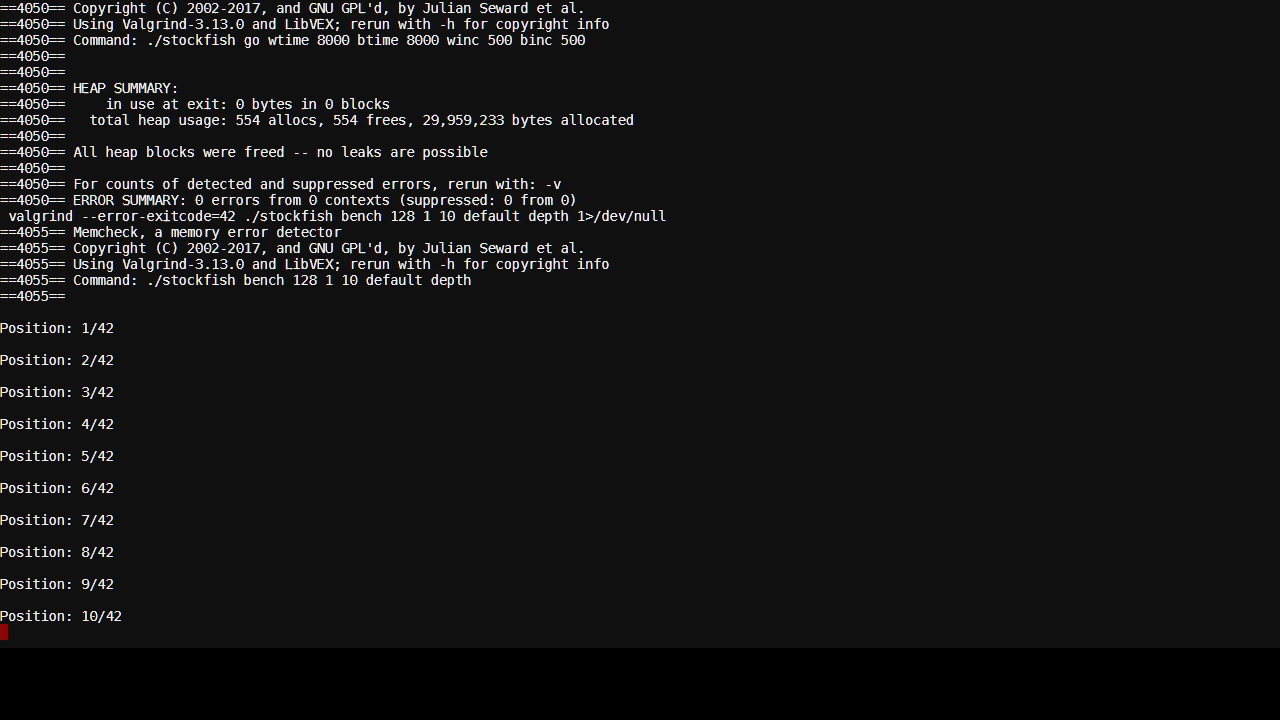 ==4050== Copyright (C) 2002-2017, and GNU GPL'd, by Julian Seward et al.
==4050== Using Valgrind-3.13.0 and LibVEX; rerun with -h for copyright info
==4050== Command: ./stockfish go wtime 8000 btime 8000 winc 500 binc 500
==4050==
==4050==
==4050== HEAP SUMMARY:
==4050==     in use at exit: 0 bytes in 0 blocks
==4050==   total heap usage: 554 allocs, 554 frees, 29,959,233 bytes allocated
==4050==
==4050== All heap blocks were freed -- no leaks are possible
==4050==
==4050== For counts of detected and suppressed errors, rerun with: -v
==4050== ERROR SUMMARY: 0 errors from 0 contexts (suppressed: 0 from 0)
 valgrind --error-exitcode=42 ./stockfish bench 128 1 10 default depth 1>/dev/null
==4055== Memcheck, a memory error detector
==4055== Copyright (C) 2002-2017, and GNU GPL'd, by Julian Seward et al.
==4055== Using Valgrind-3.13.0 and LibVEX; rerun with -h for copyright info
==4055== Command: ./stockfish bench 128 1 10 default depth
==4055==
Position: 1/42
Position: 2/42
Position: 3/42
Position: 4/42
Position: 5/42
Position: 6/42
Position: 7/42
Position: 8/42
Position: 9/42
Position: 10/42